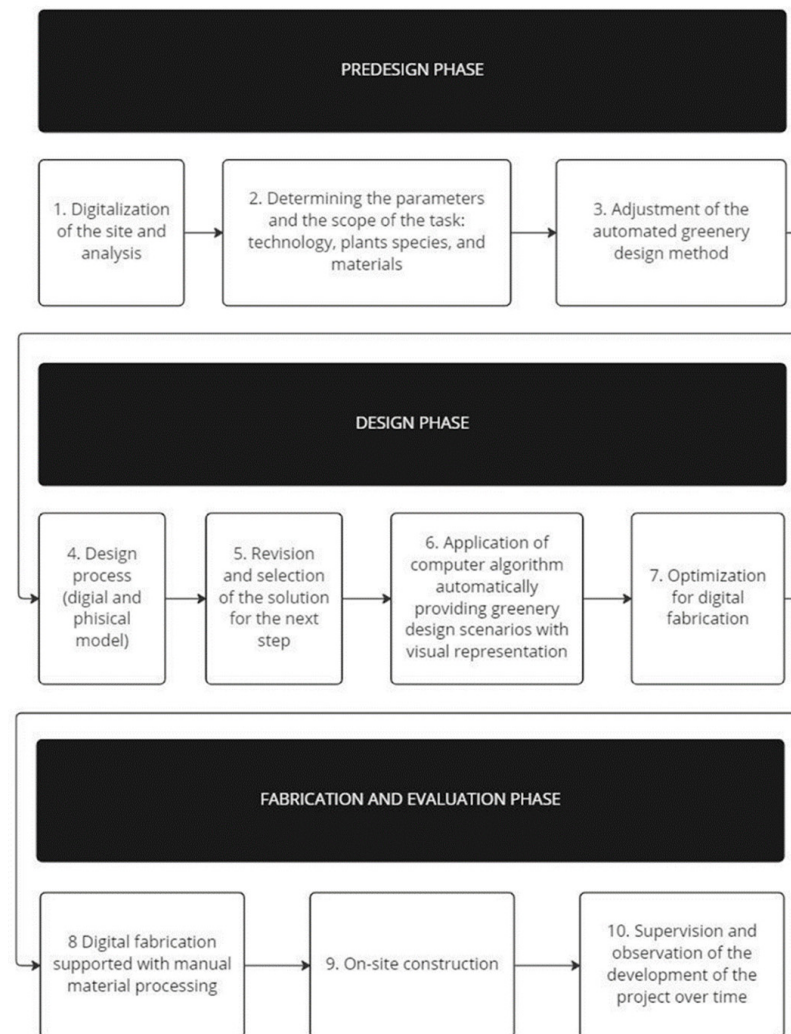 PREDESIGN PHASE
1. Digitalization
of the site and
analysis
2. Determining the parameters
and the scope of the task:
technology, plants species, and
materials
3. Adjustment of the
automated greenery
design method
DESIGN PHASE
4. Design
process
(digial and
phisical
model)
5. Revision
and selection
of the solution
for the next
step
6. Application of
computer algorithm
automatically
providing greenery
design scenarios with
visual representation
7. Optimization
for digital
fabrication
FABRICATION AND EVALUATION PHASE
8 Digital fabrication
supported with manual
material processing
9. On-site construction
10. Supervision and
observation of the
development of the
project over time